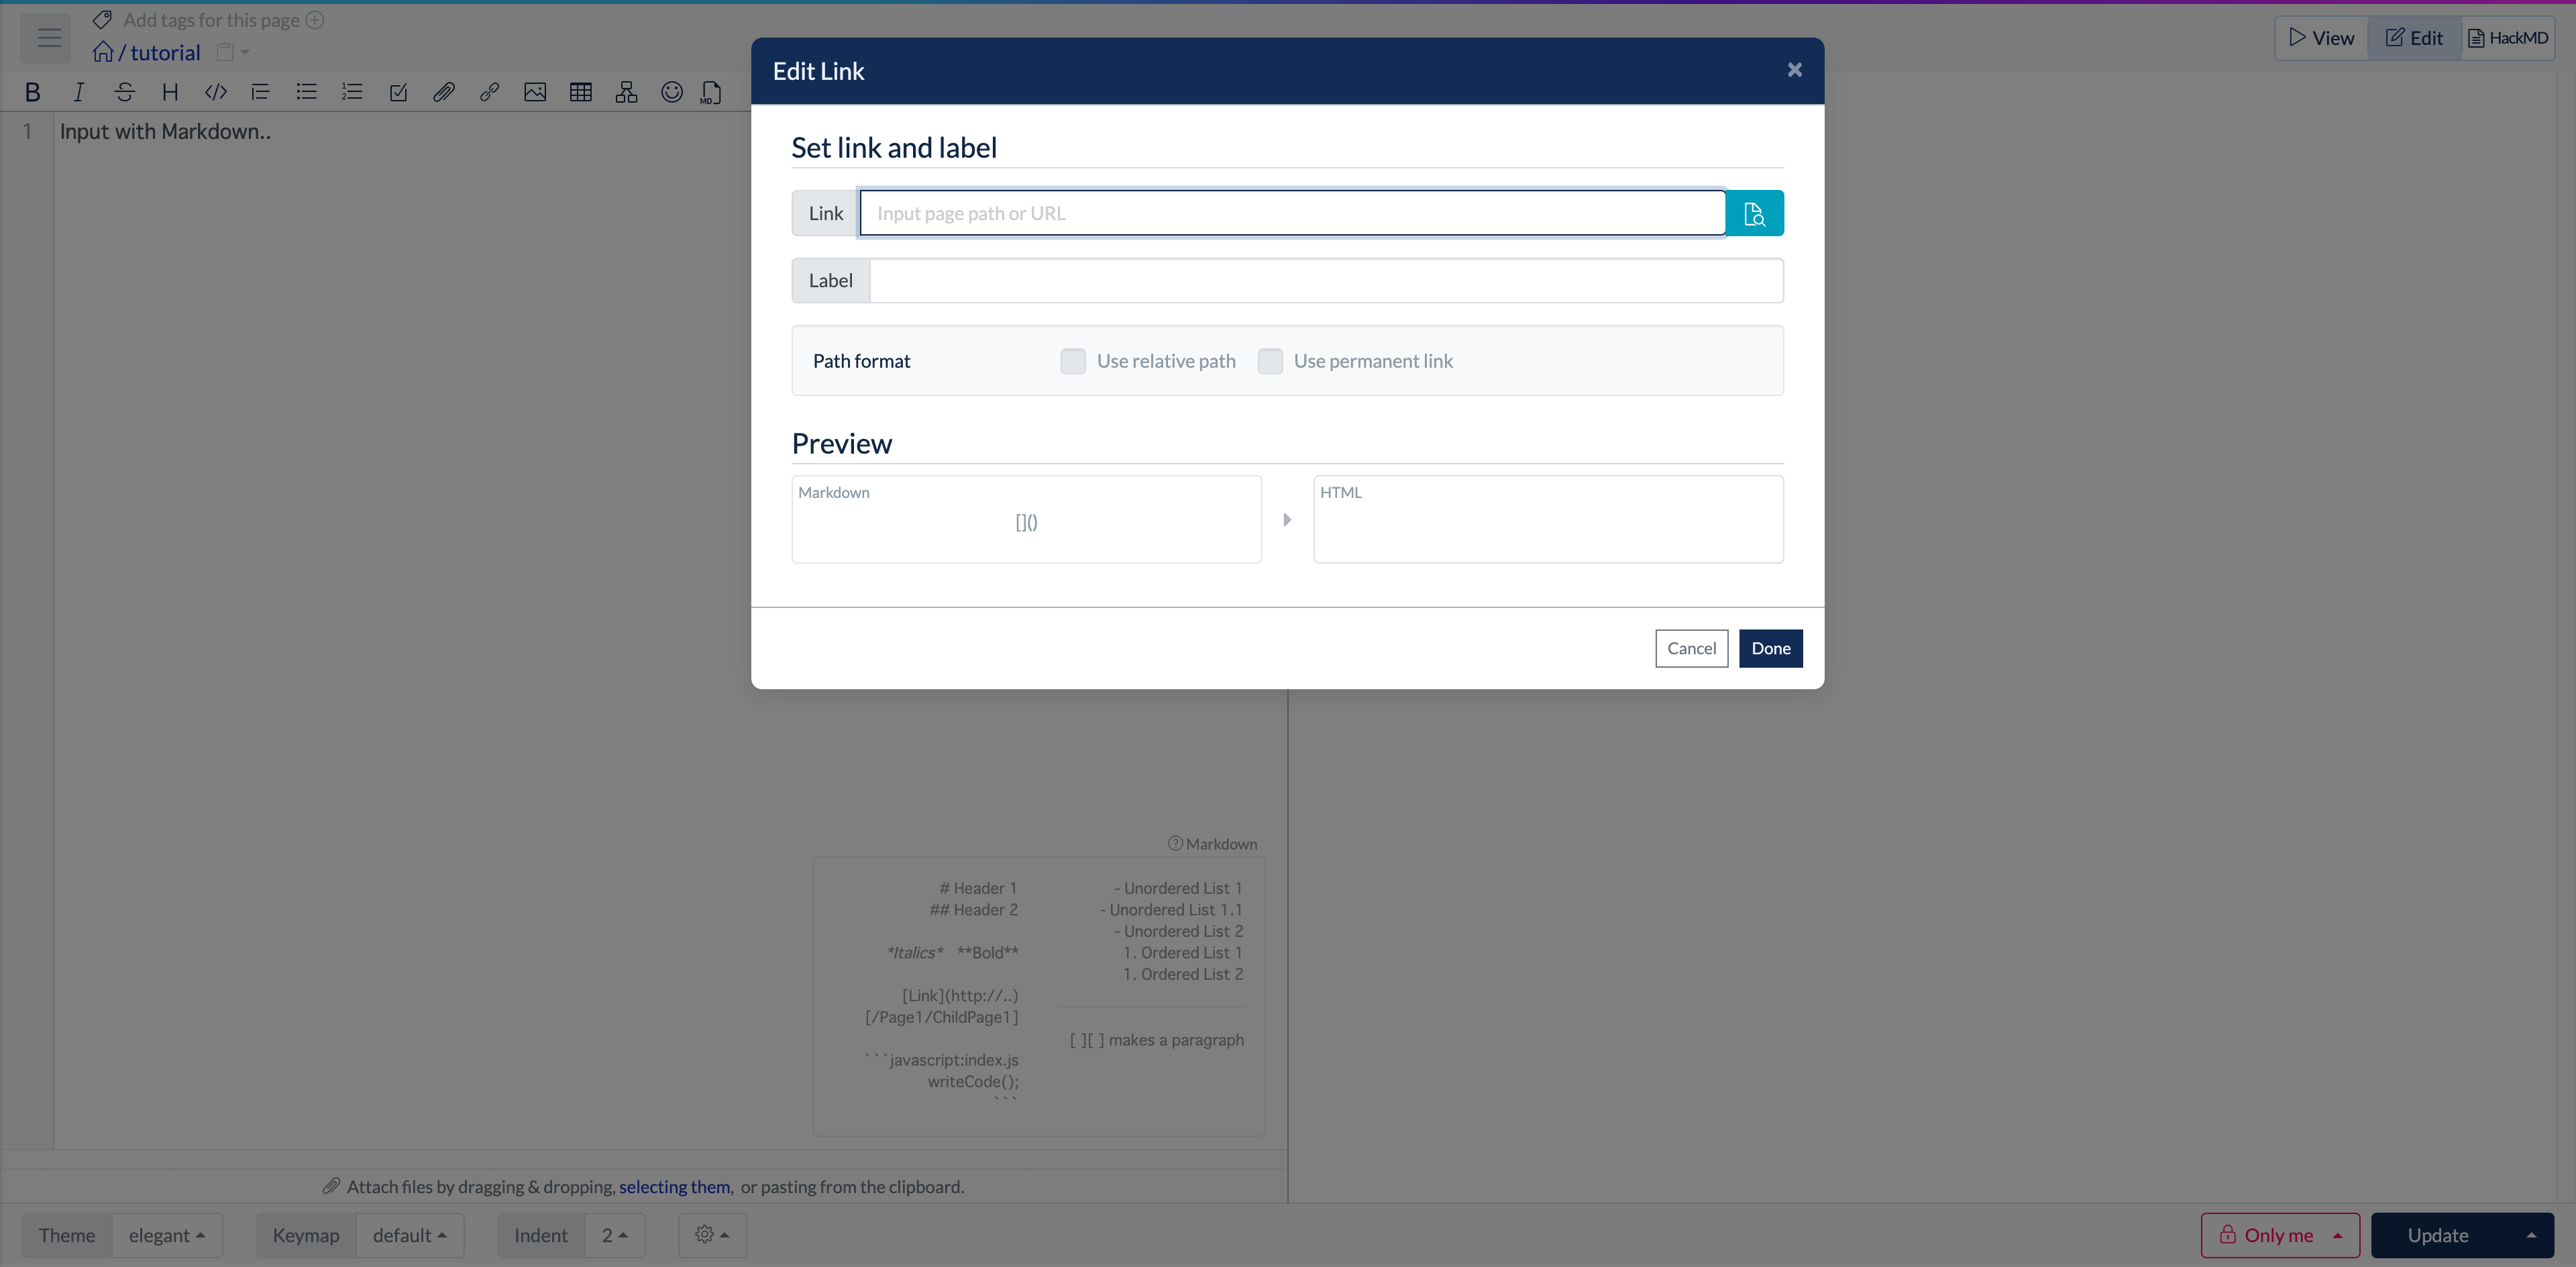 Add tags for this page
/ tutorial
View
Edit
HackMD
B I S H </> MD
1 Input with Markdown..
Edit Link
×
Set link and label
Link
Input page path or URL
Label
Path format
Use relative path
Use permanent link
Preview
Markdown
[]()
HTML
Cancel
Done
? Markdown
# Header 1
## Header 2
*Italics* **Bold**
[Link](http://..)
[/Page1/ChildPage1]
```javascript:index.js
writeCode();
```
- Unordered List 1
- Unordered List 1.1
- Unordered List 2
1. Ordered List 1
1. Ordered List 2
[ ][ ] makes a paragraph
Attach files by dragging & dropping, selecting them, or pasting from the clipboard.
Theme elegant
Keymap default
Indent 2
Only me
Update